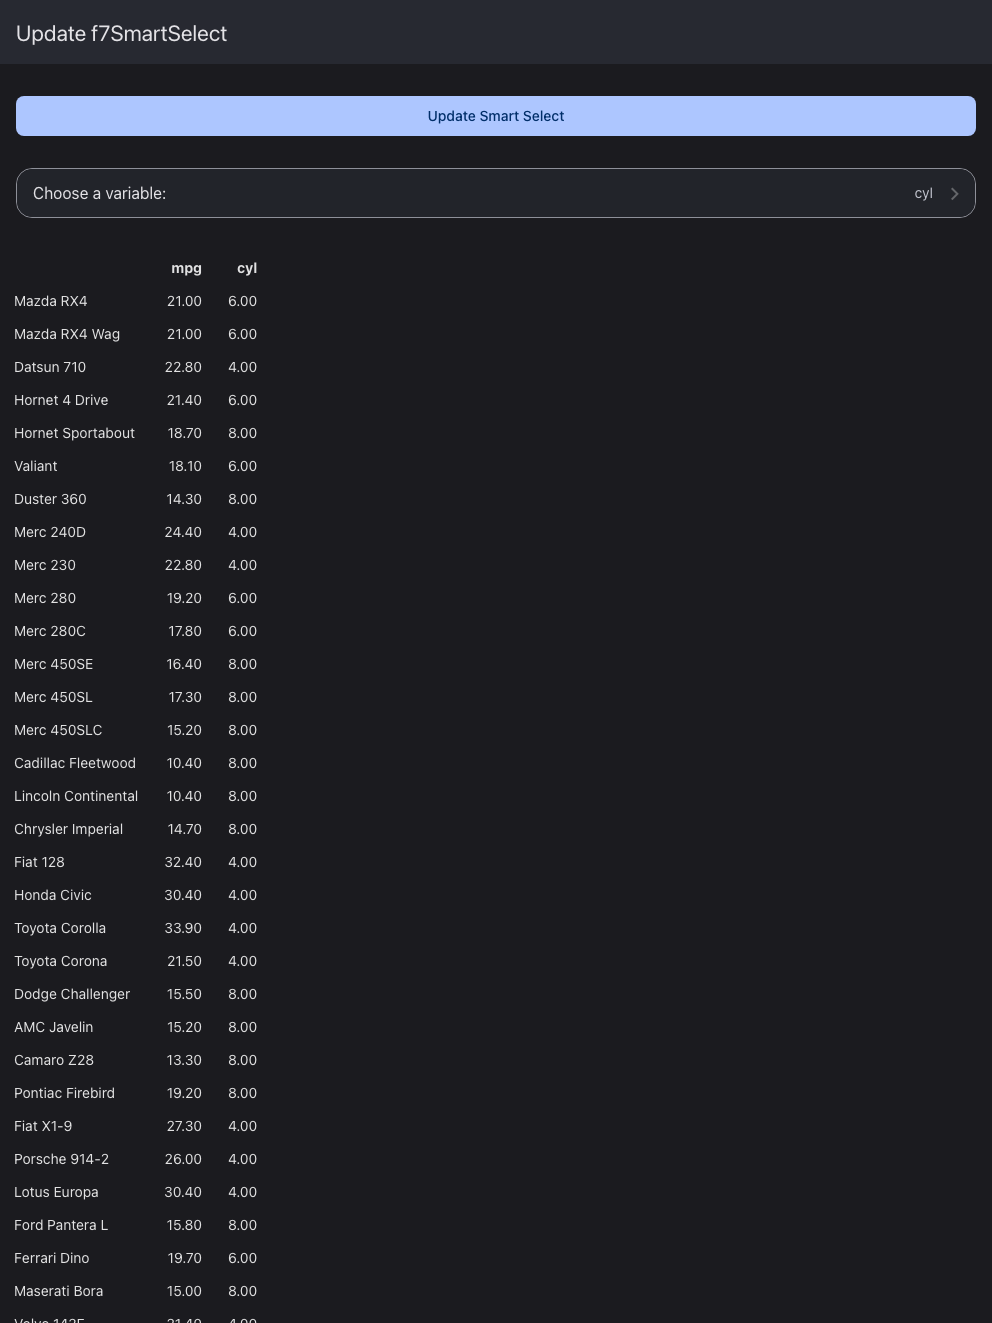 Update f7SmartSelect
Update Smart Select
Choose a variable: cyl
mpg cyl
Mazda RX4 21.00 6.00
Mazda RX4 Wag 21.00 6.00
Datsun 710 22.80 4.00
Hornet 4 Drive 21.40 6.00
Hornet Sportabout 18.70 8.00
Valiant 18.10 6.00
Duster 360 14.30 8.00
Merc 240D 24.40 4.00
Merc 230 22.80 4.00
Merc 280 19.20 6.00
Merc 280C 17.80 6.00
Merc 450SE 16.40 8.00
Merc 450SL 17.30 8.00
Merc 450SLC 15.20 8.00
Cadillac Fleetwood 10.40 8.00
Lincoln Continental 10.40 8.00
Chrysler Imperial 14.70 8.00
Fiat 128 32.40 4.00
Honda Civic 30.40 4.00
Toyota Corolla 33.90 4.00
Toyota Corona 21.50 4.00
Dodge Challenger 15.50 8.00
AMC Javelin 15.20 8.00
Camaro Z28 13.30 8.00
Pontiac Firebird 19.20 8.00
Fiat X1-9 27.30 4.00
Porsche 914-2 26.00 4.00
Lotus Europa 30.40 4.00
Ford Pantera L 15.80 8.00
Ferrari Dino 19.70 6.00
Maserati Bora 15.00 8.00